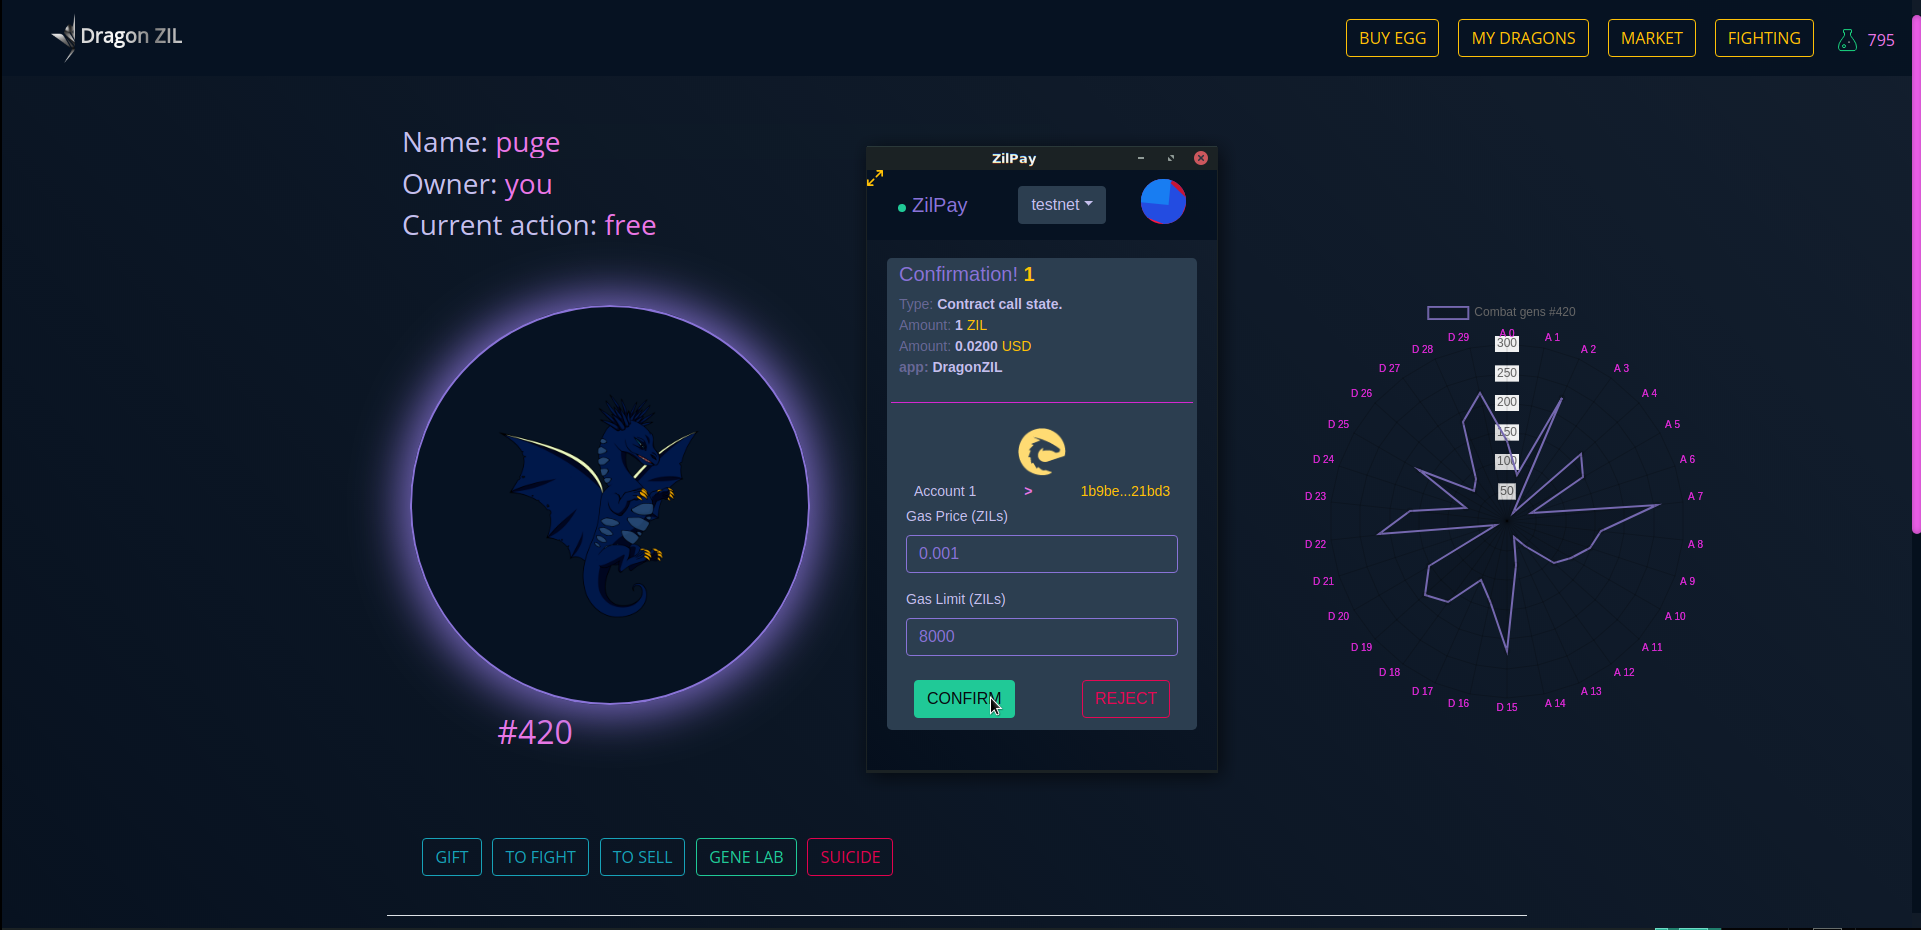 Dragon ZIL
BUY EGG
MY DRAGONS
MARKET
FIGHTING
795
Name: puge
Owner: you
Current action: free
#420
ZilPay
ZilPay
testnet
Confirmation! 1
Type: Contract call state.
Amount: 1 ZIL
Amount: 0.0200 USD
app: DragonZIL
Account 1 > 1b9be...21bd3
Gas Price (ZILs)
0.001
Gas Limit (ZILs)
8000
CONFIRM
REJECT
Combat gens #420
A 0
A 1
A 2
A 3
A 4
A 5
A 6
A 7
A 8
A 9
A 10
A 11
A 12
A 13
A 14
D 15
D 16
D 17
D 18
D 19
D 20
D 21
D 22
D 23
D 24
D 25
D 26
D 27
D 28
D 29
300
250
200
150
100
50
GIFT
TO FIGHT
TO SELL
GENE LAB
SUICIDE